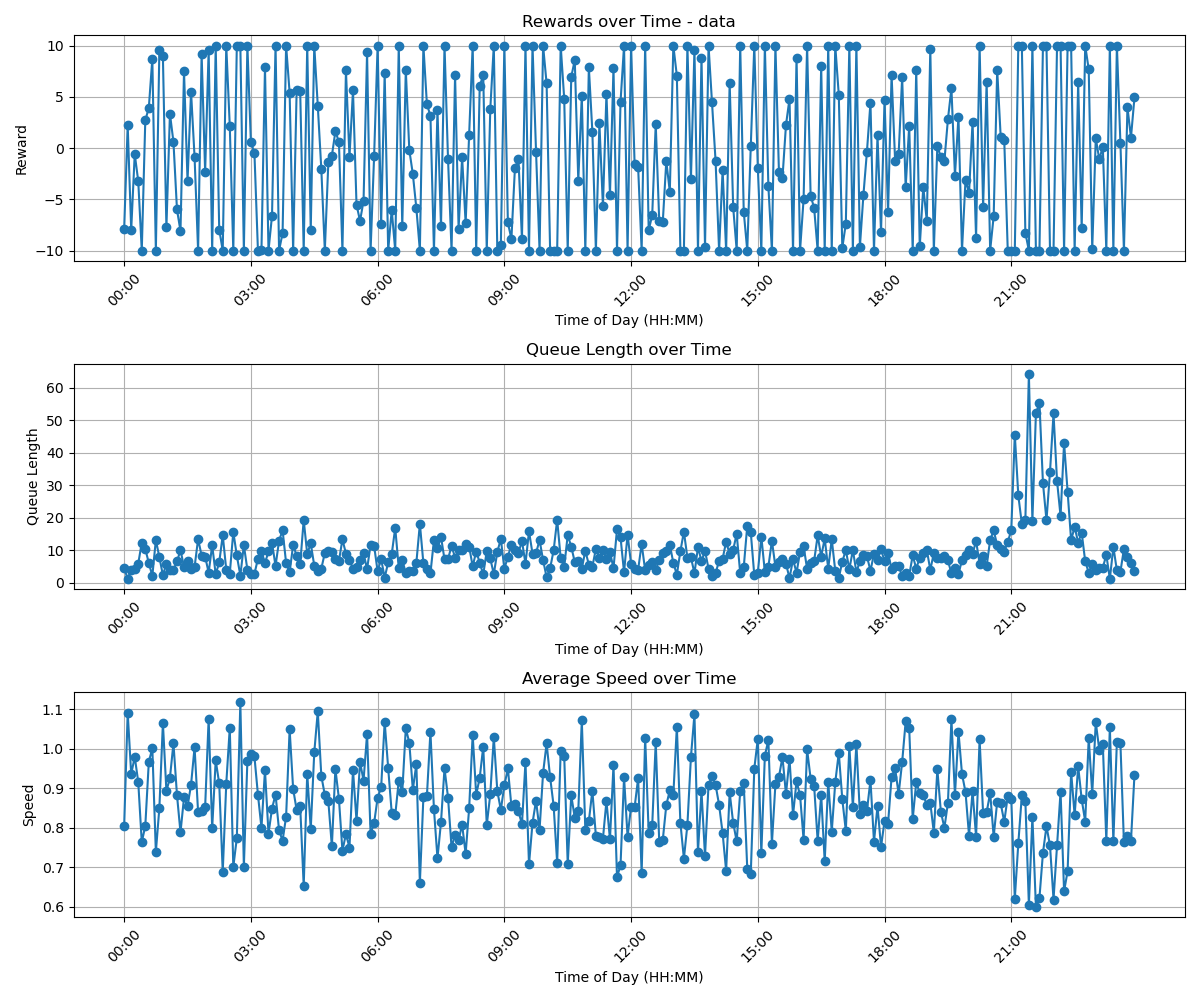 Rewards over Time - data
10
5
0
−5
−10
Reward
00:00 03:00 06:00 09:00 12:00 15:00 18:00 21:00
Time of Day (HH:MM)
Queue Length over Time
60
50
40
30
20
10
0
Queue Length
00:00 03:00 06:00 09:00 12:00 15:00 18:00 21:00
Time of Day (HH:MM)
Average Speed over Time
1.1
1.0
0.9
0.8
0.7
0.6
Speed
00:00 03:00 06:00 09:00 12:00 15:00 18:00 21:00
Time of Day (HH:MM)